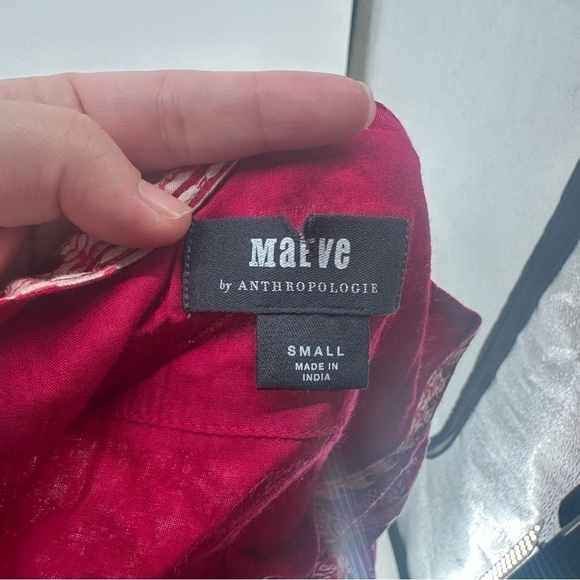 MaEve
by ANTHROPOLOGIE
SMALL
MADE IN
INDIA